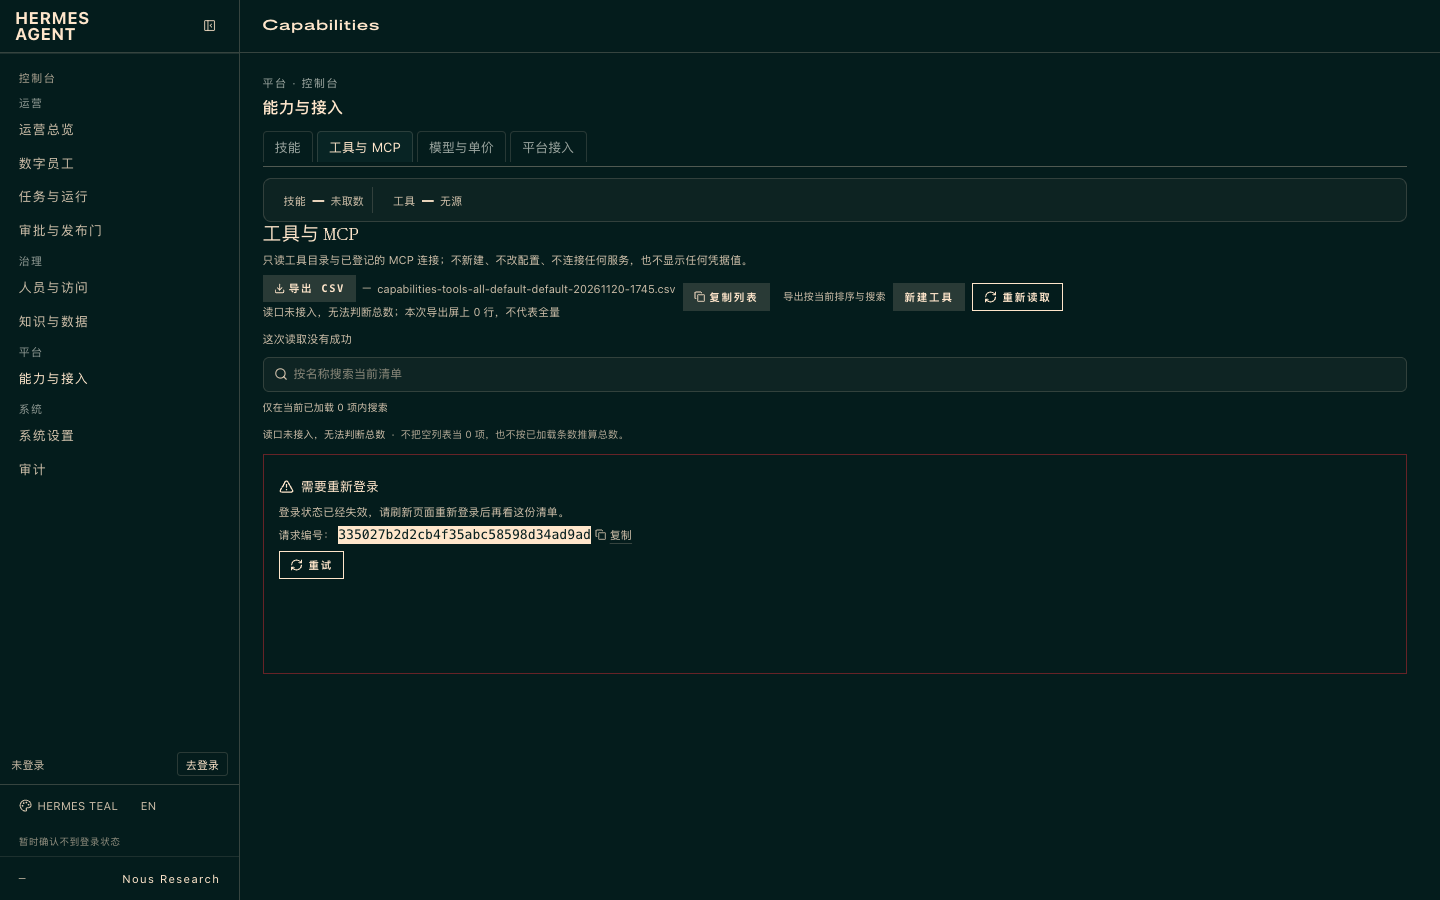 HERMES
AGENT
Capabilities
控制台
运营
运营总览
数字员工
任务与运行
审批与发布门
治理
人员与访问
知识与数据
平台
能力与接入
系统
系统设置
审计
未登录
去登录
HERMES TEAL
EN
暂时确认不到登录状态
—
Nous Research
平台 · 控制台
能力与接入
技能
工具与 MCP
模型与单价
平台接入
技能 — 未取数
工具 — 无源
工具与 MCP
只读工具目录与已登记的 MCP 连接；不新建、不改配置、不连接任何服务，也不显示任何凭据值。
导出 CSV
— capabilities-tools-all-default-default-20261120-1745.csv
读口未接入，无法判断总数；本次导出屏上 0 行，不代表全量
复制列表
导出按当前排序与搜索
新建工具
重新读取
这次读取没有成功
按名称搜索当前清单
仅在当前已加载 0 项内搜索
读口未接入，无法判断总数 · 不把空列表当 0 项，也不按已加载条数推算总数。
需要重新登录
登录状态已经失效，请刷新页面重新登录后再看这份清单。
请求编号： 335027b2d2cb4f35abc58598d34ad9ad 复制
重试